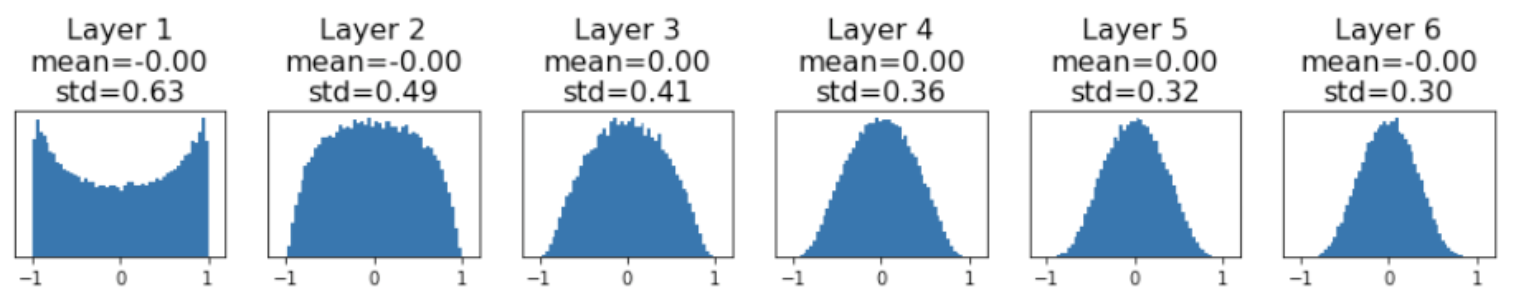 Layer 1
mean=-0.00
std=0.63
−1 0 1
Layer 2
mean=-0.00
std=0.49
−1 0 1
Layer 3
mean=0.00
std=0.41
−1 0 1
Layer 4
mean=0.00
std=0.36
−1 0 1
Layer 5
mean=0.00
std=0.32
−1 0 1
Layer 6
mean=-0.00
std=0.30
−1 0 1